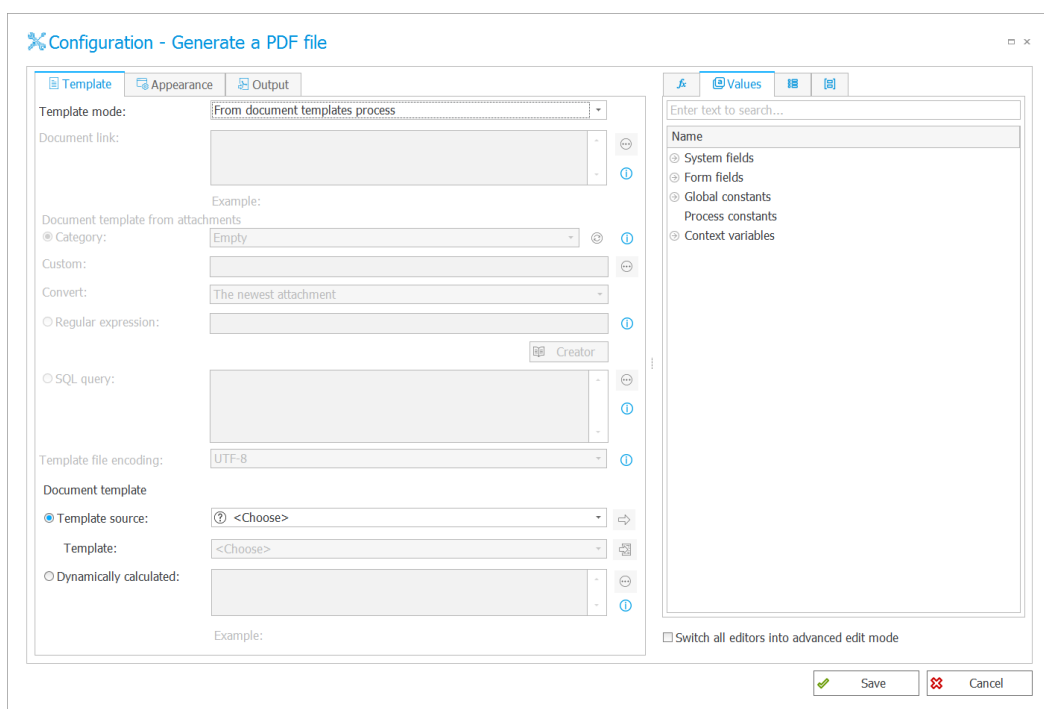 Configuration - Generate a PDF file
Template Appearance Output
fx Values
Template mode: From document templates process
Enter text to search...
Document link:
Name
System fields
Form fields
Global constants
Process constants
Context variables
Example:
Document template from attachments
Category: Empty
Custom:
Convert: The newest attachment
Regular expression:
Creator
SQL query:
Template file encoding: UTF-8
Document template
Template source: <Choose>
Template: <Choose>
Dynamically calculated:
Example:
Switch all editors into advanced edit mode
Save Cancel